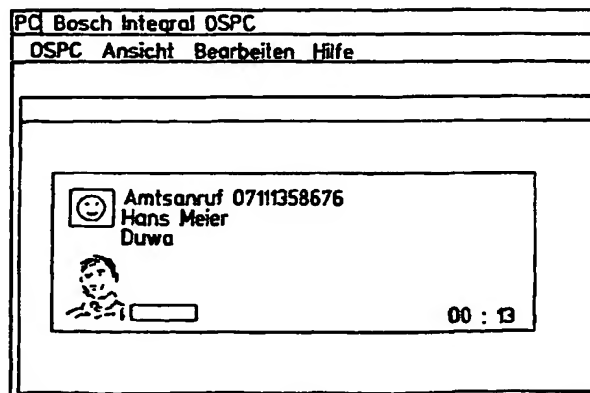 PC Bosch Integral OSPC
OSPC Ansicht Bearbeiten Hilfe
Amtsanruf 07111358676
Hans Meier
Duwa
00 : 13